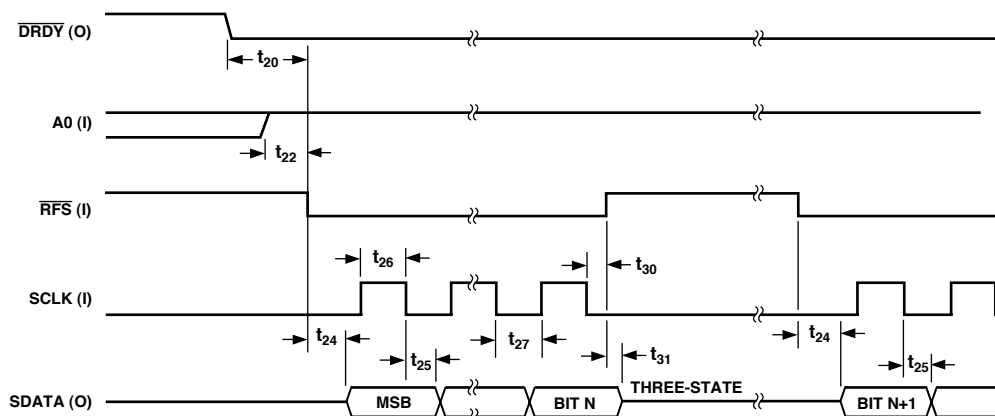 DRDY (O)
t20
A0 (I)
t22
RFS (I)
t26
t30
SCLK (I)
t24
t25
t27
t31
t24
t25
THREE-STATE
SDATA (O)
MSB
BIT N
BIT N+1